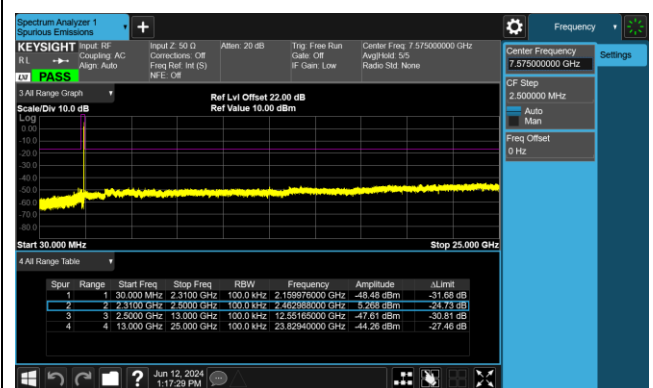 Spectrum Analyzer 1
Spurious Emissions
Frequency
KEYSIGHT Input: RF Input Z: 50 Ω Atten: 20 dB Trig: Free Run Center Freq: 7.575000000 GHz
RL Coupling: AC Corrections: Off Gate: Off Avg|Hold: 5/5
Align: Auto Freq Ref: Int (S) IF Gain: Low Radio Std: None
LXI PASS NFE: Off
3 All Range Graph
Ref Lvl Offset 22.00 dB
Scale/Div 10.0 dB Ref Value 10.00 dBm
Log
0.00
-10.0
-20.0
-30.0
-40.0
-50.0
-60.0
-70.0
-80.0
Start 30.000 MHz Stop 25.000 GHz
4 All Range Table
Spur Range Start Freq Stop Freq RBW Frequency Amplitude ΔLimit
1 1 30.000 MHz 2.3100 GHz 100.0 kHz 2.159976000 GHz -48.48 dBm -31.68 dB
2 2 2.3100 GHz 2.5000 GHz 100.0 kHz 2.462988000 GHz 5.268 dBm -24.73 dB
3 3 2.5000 GHz 13.000 GHz 100.0 kHz 12.55165000 GHz -47.61 dBm -30.81 dB
4 4 13.000 GHz 25.000 GHz 100.0 kHz 23.82940000 GHz -44.26 dBm -27.46 dB
Jun 12, 2024
1:17:29 PM
Center Frequency
7.575000000 GHz
Settings
CF Step
2.500000 MHz
Auto
Man
Freq Offset
0 Hz